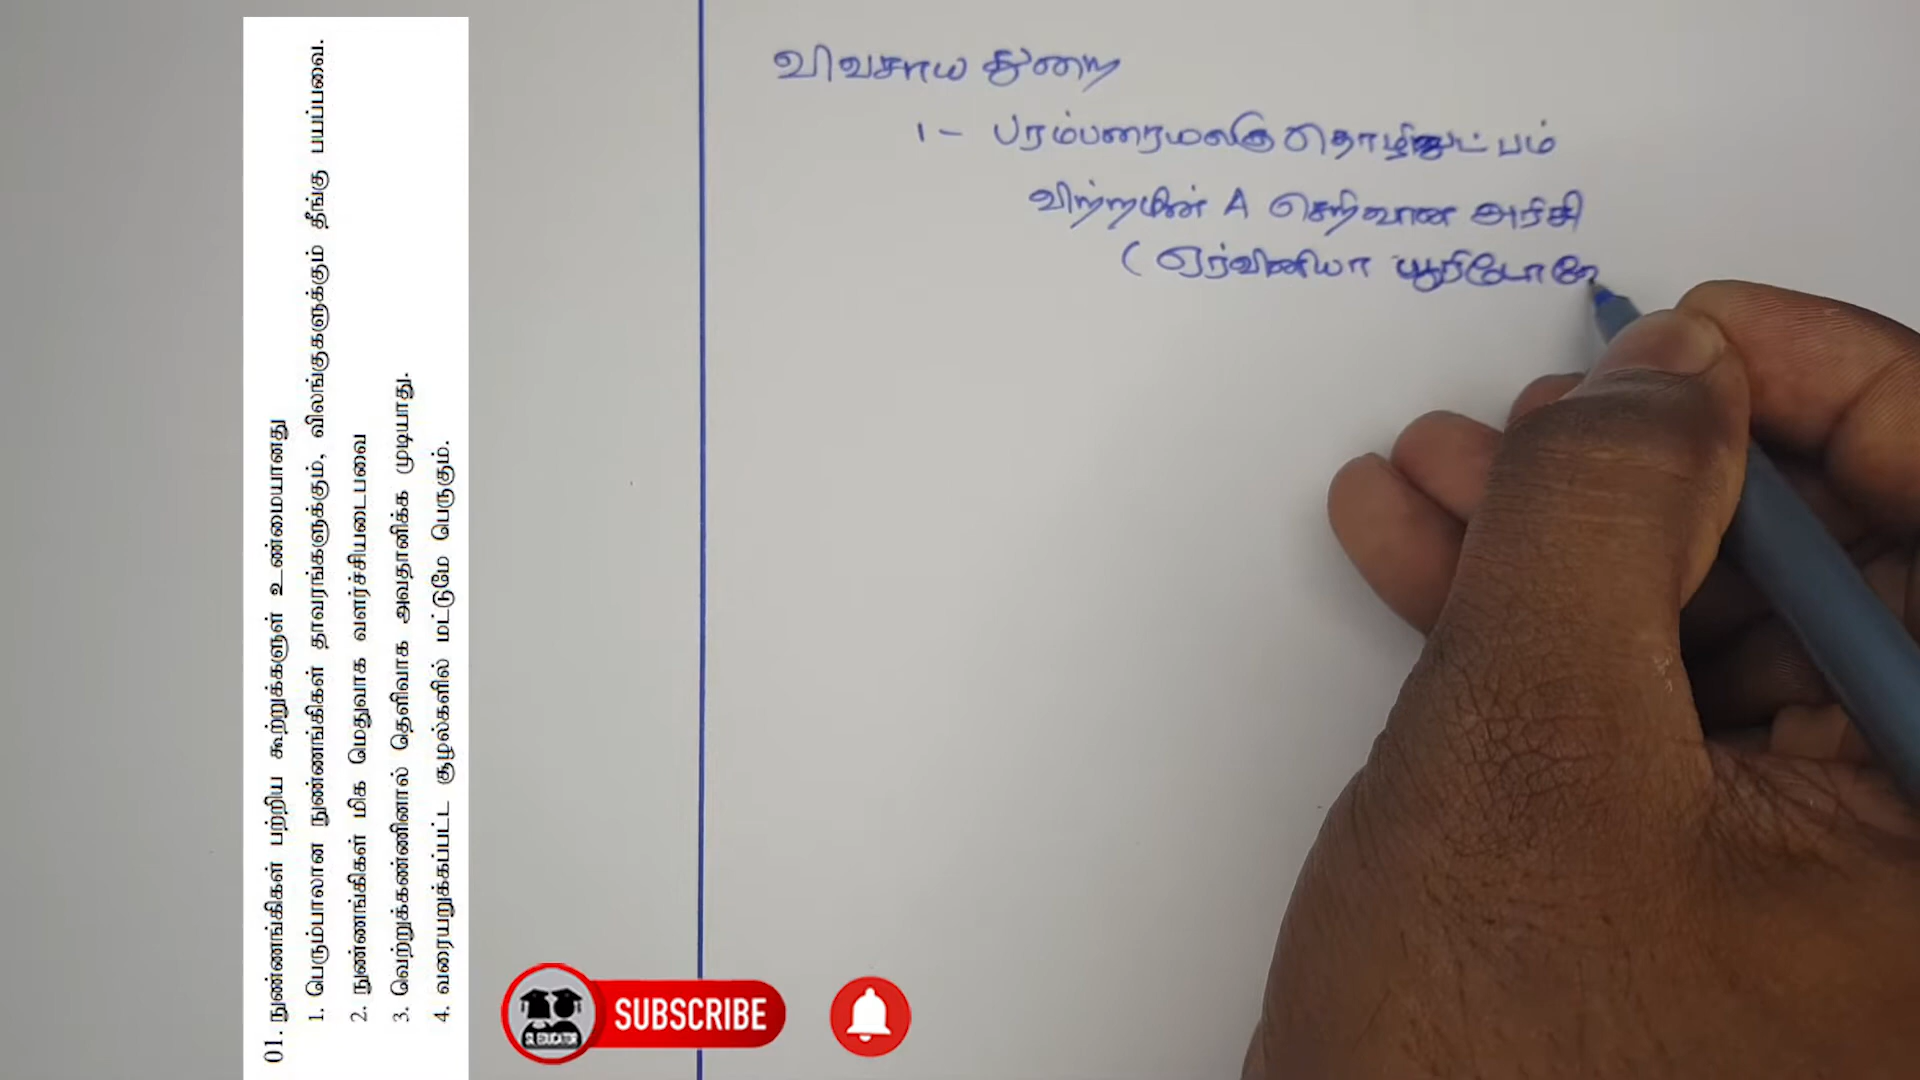 01. நுண்ணங்கிகள் பற்றிய கூற்றுக்களுள் உண்மையானது
1. பெரும்பாலான நுண்ணங்கிகள் தாவரங்களுக்கும், விலங்குகளுக்கும் தீங்கு பயப்பவை.
2. நுண்ணங்கிகள் மிக மெதுவாக வளர்ச்சியடைபவை
3. வெற்றுக்கண்ணினால் தெளிவாக அவதானிக்க முடியாது.
4. வரையறுக்கப்பட்ட சூழல்களில் மட்டுமே பெருகும்.
விவசாய துறை
1 - பரம்பரையலகு தொழினுட்பம்
விற்றமின் A செறிவான அரிசி
( ஏர்வினியா யூரிடோ
SUBSCRIBE
SL EDUCATOR